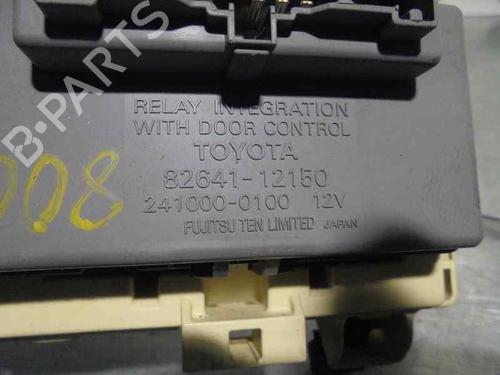 RELAY INTEGRATION
WITH DOOR CONTROL
TOYOTA
82641-12150
241000-0100 12V
FUJITSU TEN LIMITED JAPAN
008
B-PARTS